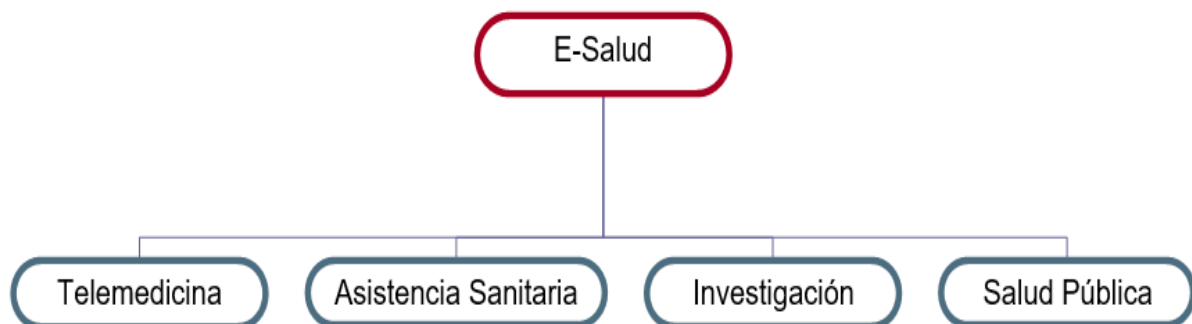 E-Salud
Telemedicina
Asistencia Sanitaria
Investigación
Salud Pública